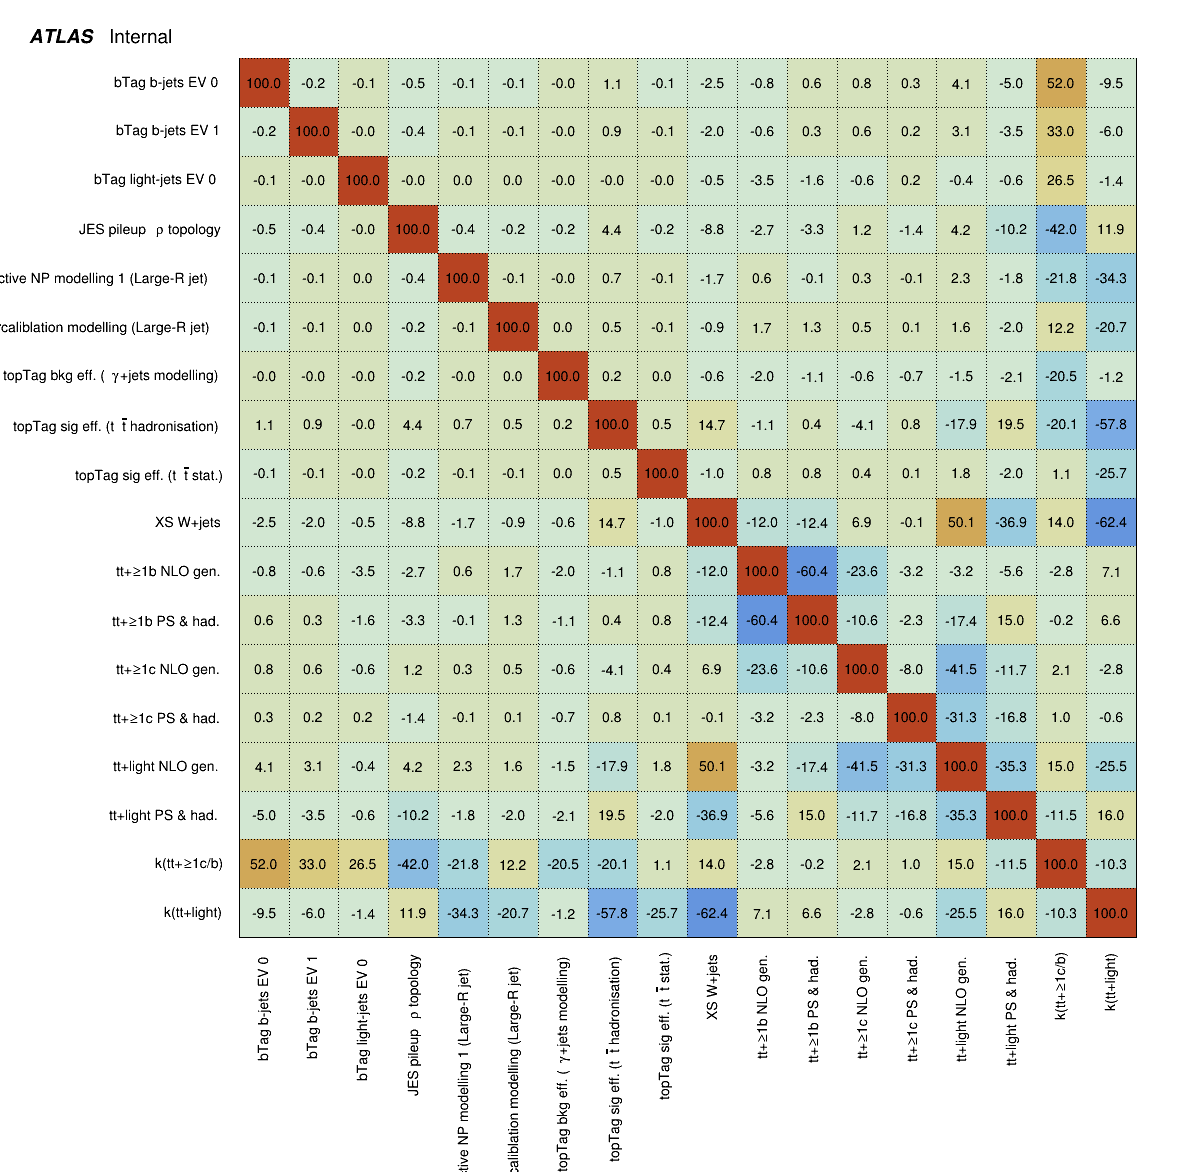 ATLAS Internal
bTag b-jets EV 0 100.0 -0.2 -0.1 -0.5 -0.1 -0.1 -0.0 1.1 -0.1 -2.5 -0.8 0.6 0.8 0.3 4.1 -5.0 52.0 -9.5
bTag b-jets EV 1 -0.2 100.0 -0.0 -0.4 -0.1 -0.1 -0.0 0.9 -0.1 -2.0 -0.6 0.3 0.6 0.2 3.1 -3.5 33.0 -6.0
bTag light-jets EV 0 -0.1 -0.0 100.0 -0.0 0.0 0.0 -0.0 -0.0 -0.0 -0.5 -3.5 -1.6 -0.6 0.2 -0.4 -0.6 26.5 -1.4
JES pileup ρ topology -0.5 -0.4 -0.0 100.0 -0.4 -0.2 -0.2 4.4 -0.2 -8.8 -2.7 -3.3 1.2 -1.4 4.2 -10.2 -42.0 11.9
ctive NP modelling 1 (Large-R jet) -0.1 -0.1 0.0 -0.4 100.0 -0.1 -0.0 0.7 -0.1 -1.7 0.6 -0.1 0.3 -0.1 2.3 -1.8 -21.8 -34.3
rcaliblation modelling (Large-R jet) -0.1 -0.1 0.0 -0.2 -0.1 100.0 0.0 0.5 -0.1 -0.9 1.7 1.3 0.5 0.1 1.6 -2.0 12.2 -20.7
topTag bkg eff. ( γ+jets modelling) -0.0 -0.0 -0.0 -0.2 -0.0 0.0 100.0 0.2 0.0 -0.6 -2.0 -1.1 -0.6 -0.7 -1.5 -2.1 -20.5 -1.2
topTag sig eff. (t t̄ hadronisation) 1.1 0.9 -0.0 4.4 0.7 0.5 0.2 100.0 0.5 14.7 -1.1 0.4 -4.1 0.8 -17.9 19.5 -20.1 -57.8
topTag sig eff. (t t̄ stat.) -0.1 -0.1 -0.0 -0.2 -0.1 -0.1 0.0 0.5 100.0 -1.0 0.8 0.8 0.4 0.1 1.8 -2.0 1.1 -25.7
XS W+jets -2.5 -2.0 -0.5 -8.8 -1.7 -0.9 -0.6 14.7 -1.0 100.0 -12.0 -12.4 6.9 -0.1 50.1 -36.9 14.0 -62.4
tt+≥1b NLO gen. -0.8 -0.6 -3.5 -2.7 0.6 1.7 -2.0 -1.1 0.8 -12.0 100.0 -60.4 -23.6 -3.2 -3.2 -5.6 -2.8 7.1
tt+≥1b PS & had. 0.6 0.3 -1.6 -3.3 -0.1 1.3 -1.1 0.4 0.8 -12.4 -60.4 100.0 -10.6 -2.3 -17.4 15.0 -0.2 6.6
tt+≥1c NLO gen. 0.8 0.6 -0.6 1.2 0.3 0.5 -0.6 -4.1 0.4 6.9 -23.6 -10.6 100.0 -8.0 -41.5 -11.7 2.1 -2.8
tt+≥1c PS & had. 0.3 0.2 0.2 -1.4 -0.1 0.1 -0.7 0.8 0.1 -0.1 -3.2 -2.3 -8.0 100.0 -31.3 -16.8 1.0 -0.6
tt+light NLO gen. 4.1 3.1 -0.4 4.2 2.3 1.6 -1.5 -17.9 1.8 50.1 -3.2 -17.4 -41.5 -31.3 100.0 -35.3 15.0 -25.5
tt+light PS & had. -5.0 -3.5 -0.6 -10.2 -1.8 -2.0 -2.1 19.5 -2.0 -36.9 -5.6 15.0 -11.7 -16.8 -35.3 100.0 -11.5 16.0
k(tt+≥1c/b) 52.0 33.0 26.5 -42.0 -21.8 12.2 -20.5 -20.1 1.1 14.0 -2.8 -0.2 2.1 1.0 15.0 -11.5 100.0 -10.3
k(tt+light) -9.5 -6.0 -1.4 11.9 -34.3 -20.7 -1.2 -57.8 -25.7 -62.4 7.1 6.6 -2.8 -0.6 -25.5 16.0 -10.3 100.0
bTag b-jets EV 0
bTag b-jets EV 1
bTag light-jets EV 0
JES pileup ρ topology
ctive NP modelling 1 (Large-R jet)
caliblation modelling (Large-R jet)
topTag bkg eff. ( γ+jets modelling)
topTag sig eff. (t t̄ hadronisation)
topTag sig eff. (t t̄ stat.)
XS W+jets
tt+≥1b NLO gen.
tt+≥1b PS & had.
tt+≥1c NLO gen.
tt+≥1c PS & had.
tt+light NLO gen.
tt+light PS & had.
k(tt+≥1c/b)
k(tt+light)